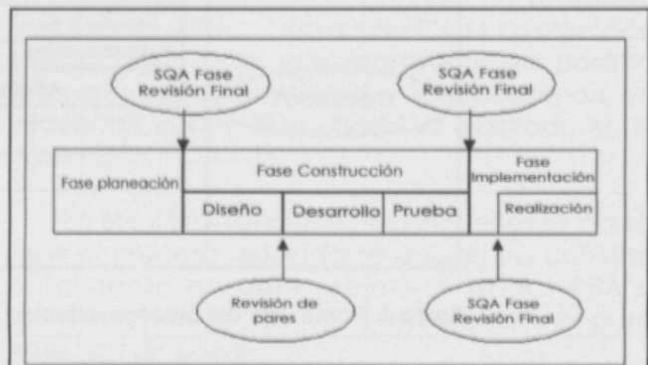 SQA Fase
Revisión Final
SQA Fase
Revisión Final
Fase planeación
Fase Construcción
Fase
Implementación
Diseño
Desarrollo
Prueba
Realización
Revisión de
pares
SQA Fase
Revisión Final